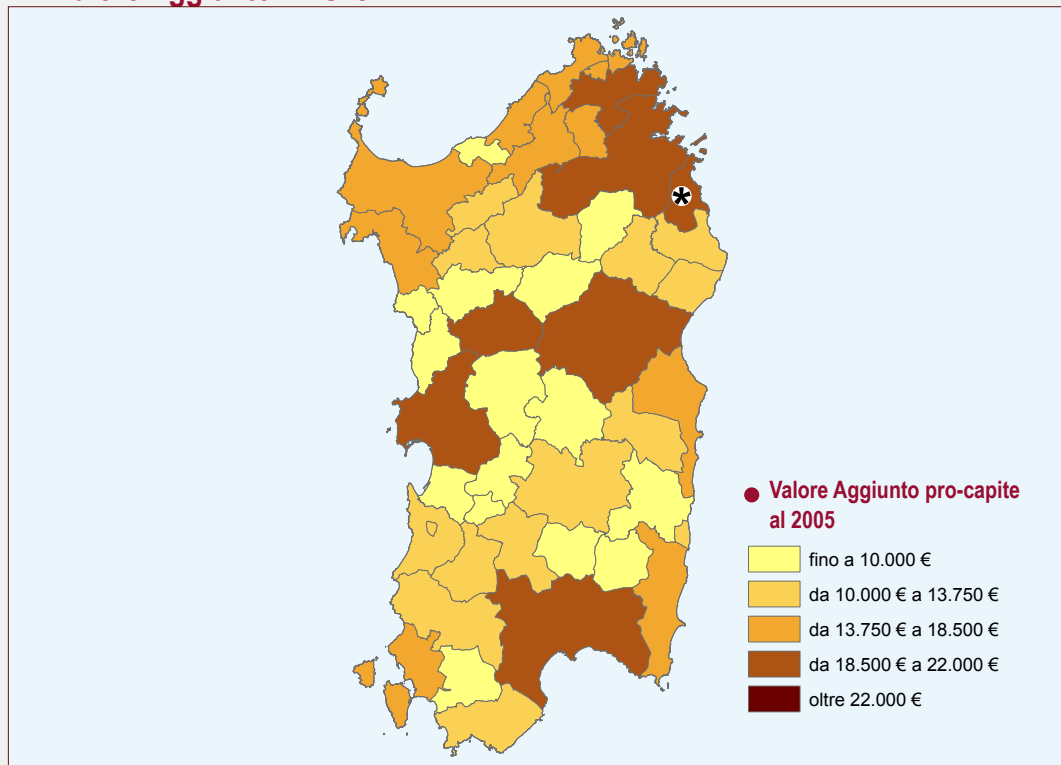 Valore Aggiunto pro-capite
al 2005
fino a 10.000 €
da 10.000 € a 13.750 €
da 13.750 € a 18.500 €
da 18.500 € a 22.000 €
oltre 22.000 €
*